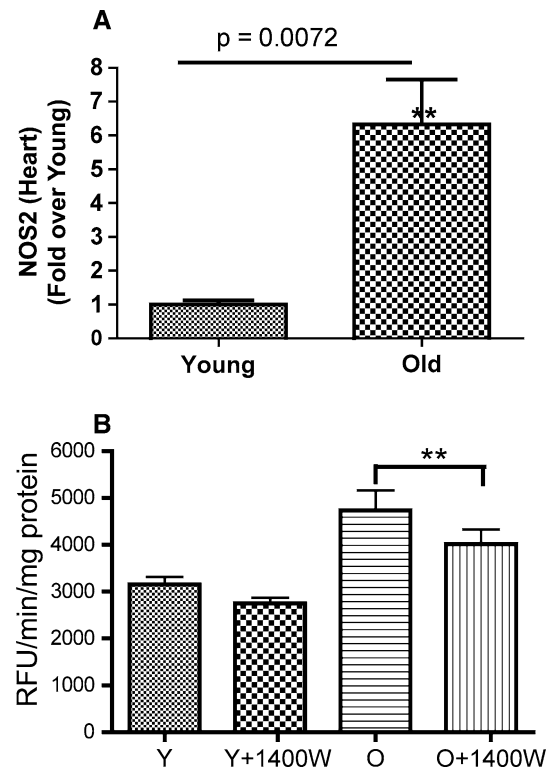 A
p = 0.0072
NOS2 (Heart)
(Fold over Young)
8
7
6
5
4
3
2
1
0
**
Young
Old
B
RFU/min/mg protein
6000
5000
4000
3000
2000
1000
0
**
Y
Y+1400W
O
O+1400W